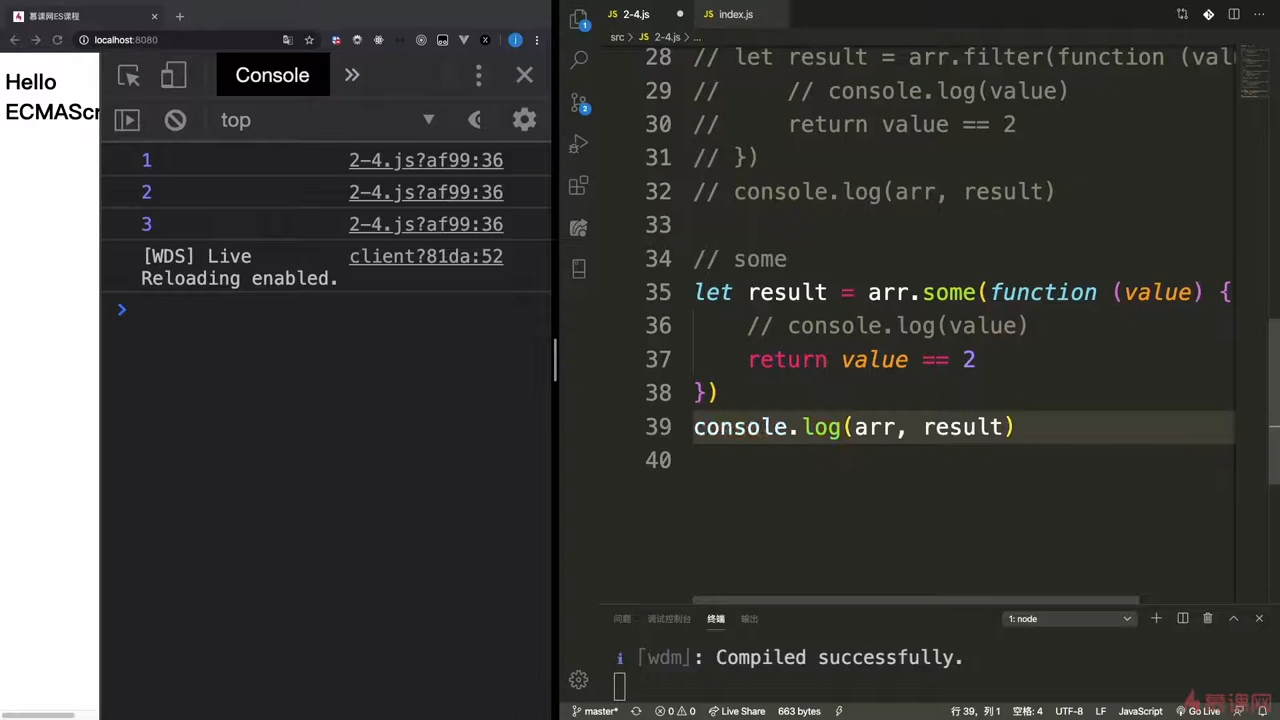 慕课网ES课程
localhost:8080
Hello
ECMAScr
Console
top
1 2-4.js?af99:36
2 2-4.js?af99:36
3 2-4.js?af99:36
[WDS] Live client?81da:52
Reloading enabled.
2-4.js
index.js
src > 2-4.js > ...
28 // let result = arr.filter(function (val
29 // // console.log(value)
30 // return value == 2
31 // })
32 // console.log(arr, result)
33
34 // some
35 let result = arr.some(function (value) {
36 // console.log(value)
37 return value == 2
38 })
39 console.log(arr, result)
40
问题 调试控制台 终端 输出 1: node
i ｢wdm｣: Compiled successfully.
master* 0 0 Live Share 663 bytes 行 39, 列 1 空格: 4 UTF-8 LF JavaScript Go Live
慕课网